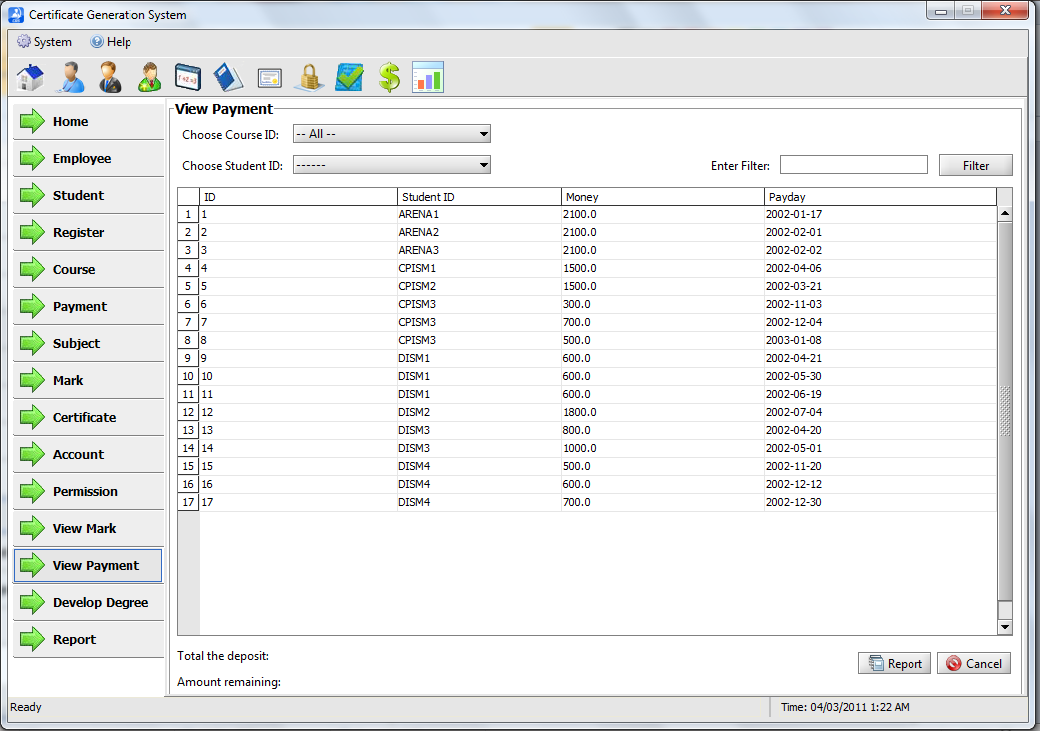 Certificate Generation System
System Help
View Payment
Choose Course ID: -- All --
Choose Student ID: ------ Enter Filter: Filter
ID Student ID Money Payday
1 1 ARENA1 2100.0 2002-01-17
2 2 ARENA2 2100.0 2002-02-01
3 3 ARENA3 2100.0 2002-02-02
4 4 CPISM1 1500.0 2002-04-06
5 5 CPISM2 1500.0 2002-03-21
6 6 CPISM3 300.0 2002-11-03
7 7 CPISM3 700.0 2002-12-04
8 8 CPISM3 500.0 2003-01-08
9 9 DISM1 600.0 2002-04-21
10 10 DISM1 600.0 2002-05-30
11 11 DISM1 600.0 2002-06-19
12 12 DISM2 1800.0 2002-07-04
13 13 DISM3 800.0 2002-04-20
14 14 DISM3 1000.0 2002-05-01
15 15 DISM4 500.0 2002-11-20
16 16 DISM4 600.0 2002-12-12
17 17 DISM4 700.0 2002-12-30
Home
Employee
Student
Register
Course
Payment
Subject
Mark
Certificate
Account
Permission
View Mark
View Payment
Develop Degree
Report
Total the deposit:
Amount remaining:
Report Cancel
Ready Time: 04/03/2011 1:22 AM